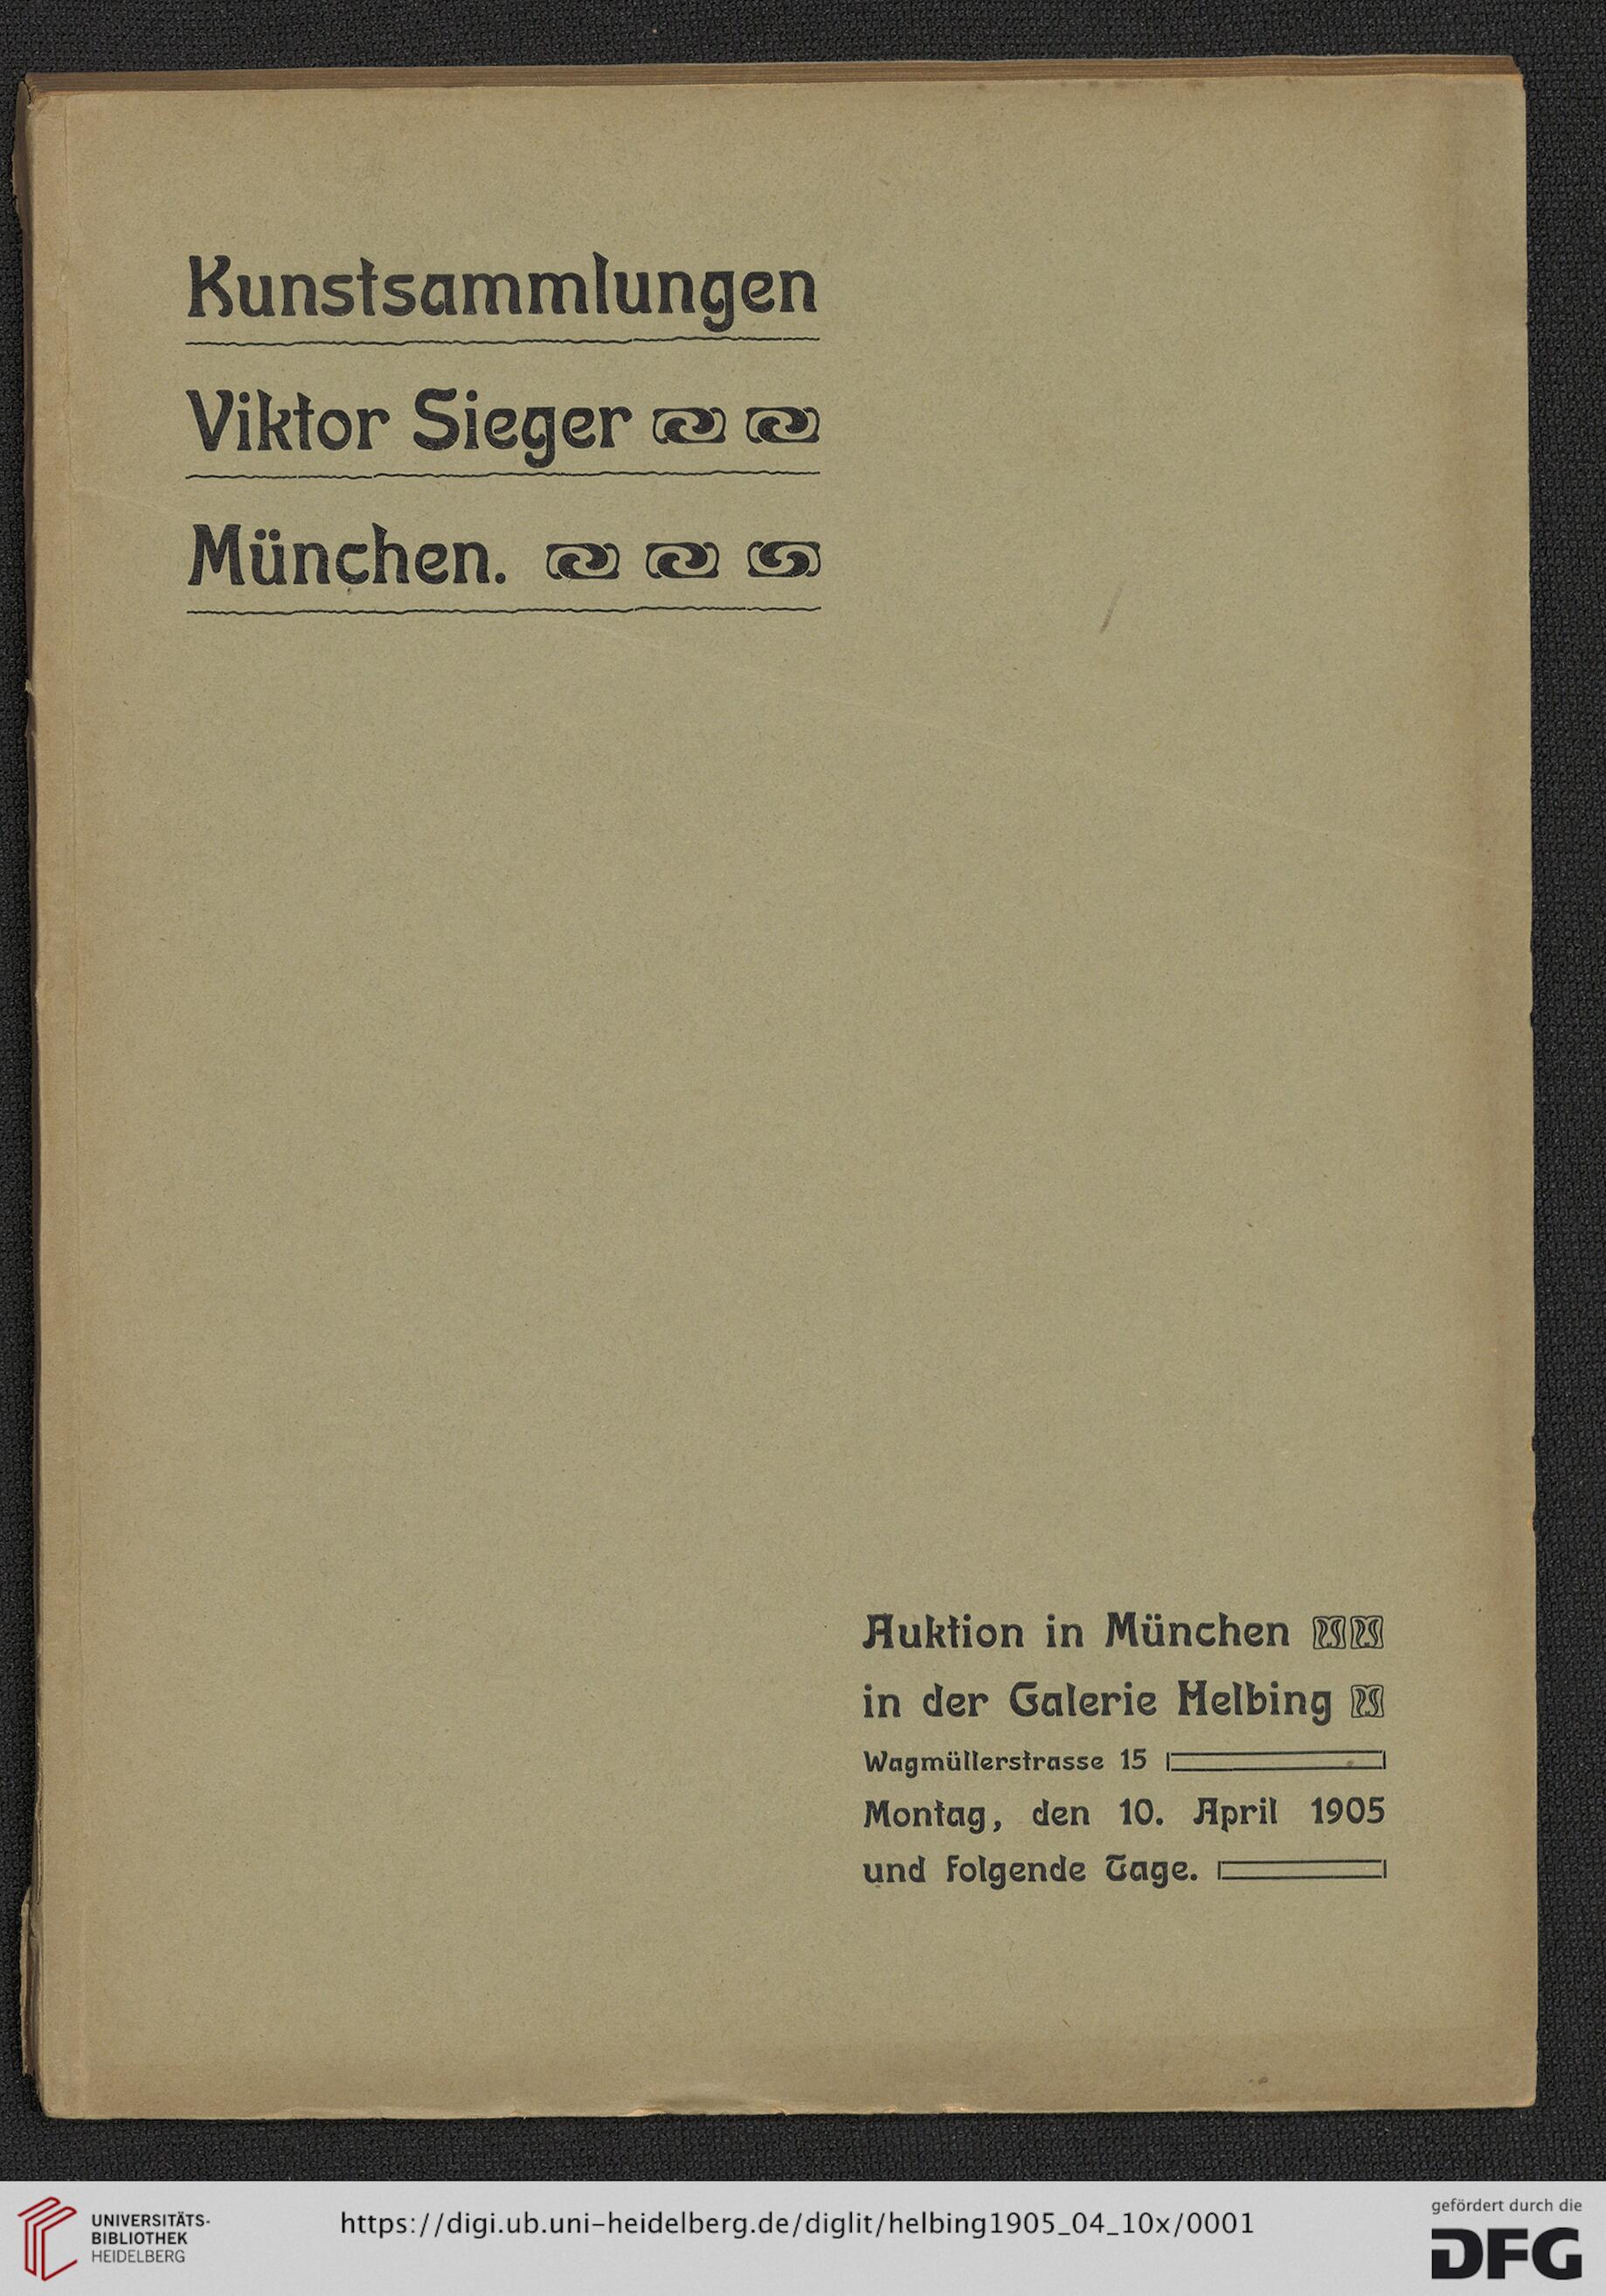 Kunstsammlungen
Viktor Sieger
München.
Auktion in München
in der Galerie Helbing
Wagmüllerstrasse 15
Montag, den 10. April 1905
und folgende Tage.
UNIVERSITÄTS-
BIBLIOTHEK
HEIDELBERG
https://digi.ub.uni-heidelberg.de/diglit/helbing1905_04_10x/0001
gefördert durch die
DFG